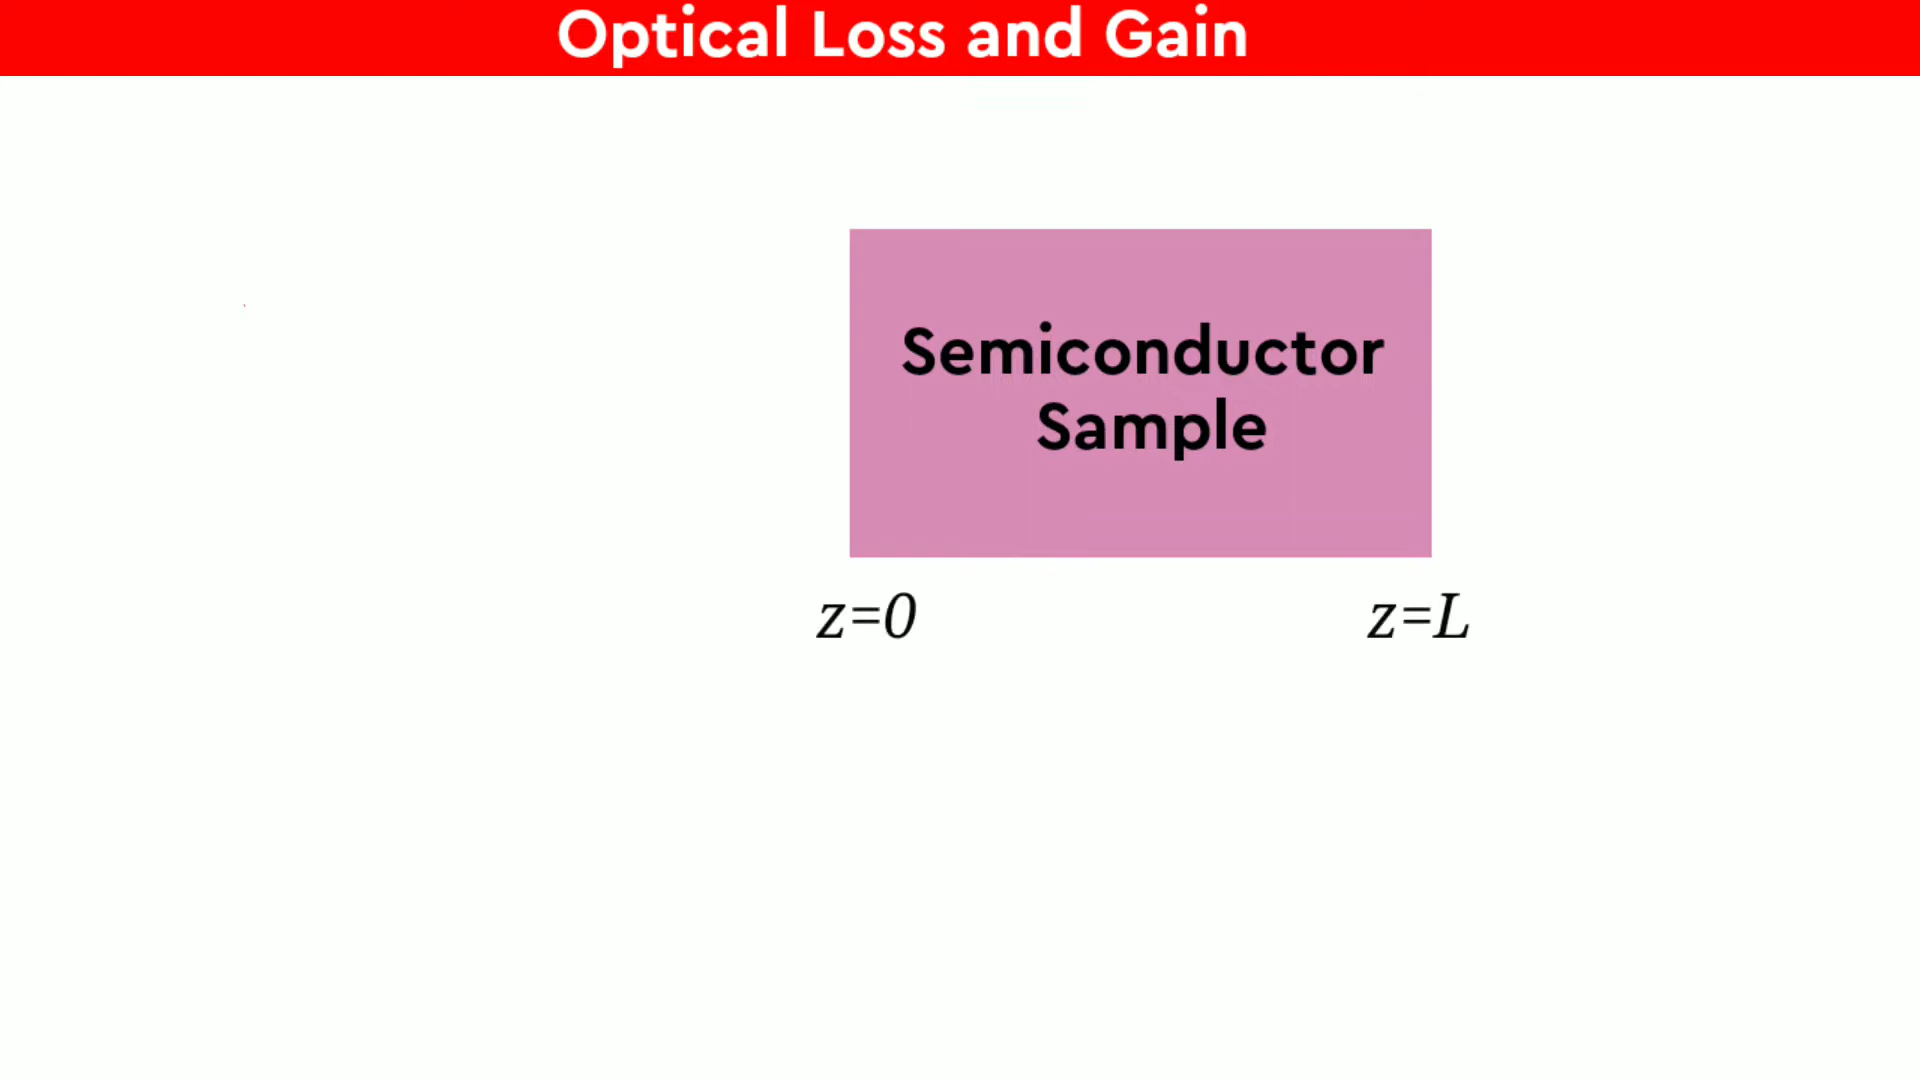 Optical Loss and Gain
Semiconductor
Sample
z=0
z=L